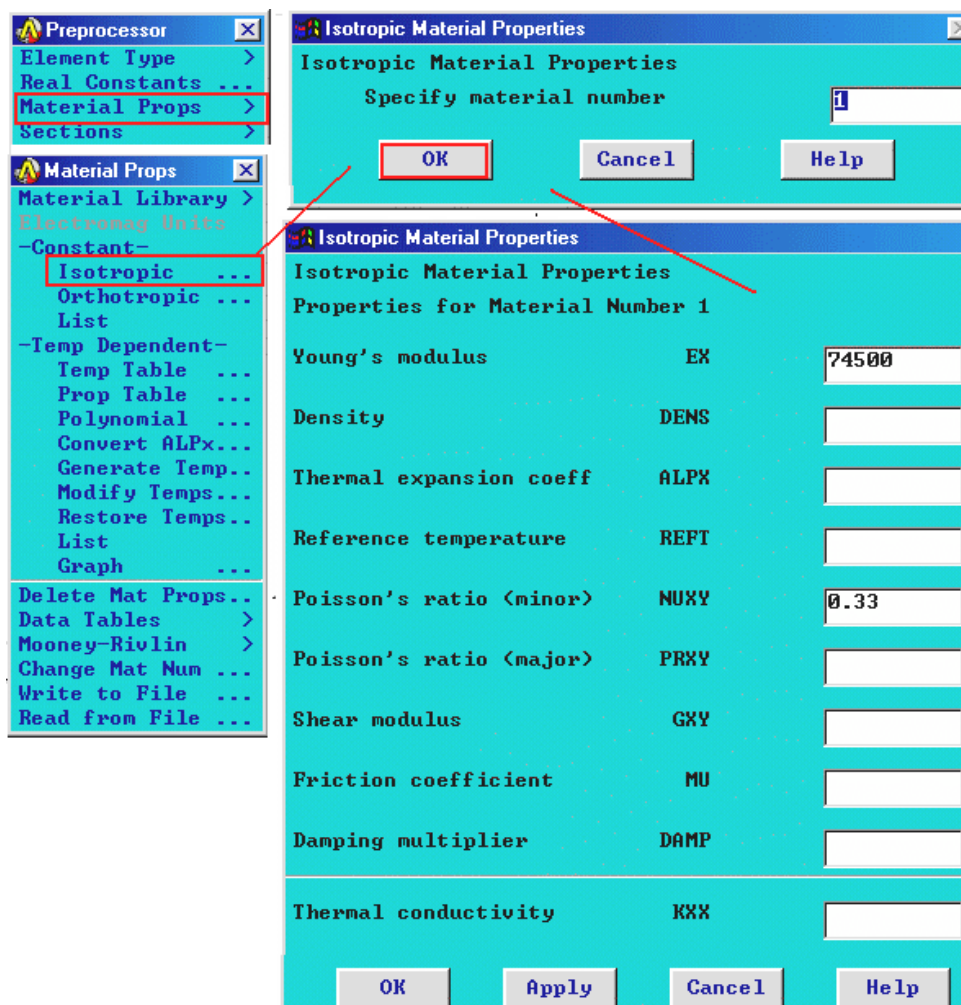 Preprocessor
Element Type >
Real Constants ...
Material Props >
Sections >
Material Props
Material Library >
Electromag Units
-Constant-
Isotropic ...
Orthotropic ...
List
-Temp Dependent-
Temp Table ...
Prop Table ...
Polynomial ...
Convert ALPx...
Generate Temp..
Modify Temps...
Restore Temps..
List
Graph ...
Delete Mat Props..
Data Tables >
Mooney-Rivlin >
Change Mat Num ...
Write to File ...
Read from File ...
Isotropic Material Properties
Isotropic Material Properties
Specify material number 1
OK Cancel Help
Isotropic Material Properties
Isotropic Material Properties
Properties for Material Number 1
Young's modulus EX 74500
Density DENS
Thermal expansion coeff ALPX
Reference temperature REFT
Poisson's ratio (minor) NUXY 0.33
Poisson's ratio (major) PRXY
Shear modulus GXY
Friction coefficient MU
Damping multiplier DAMP
Thermal conductivity KXX
OK Apply Cancel Help